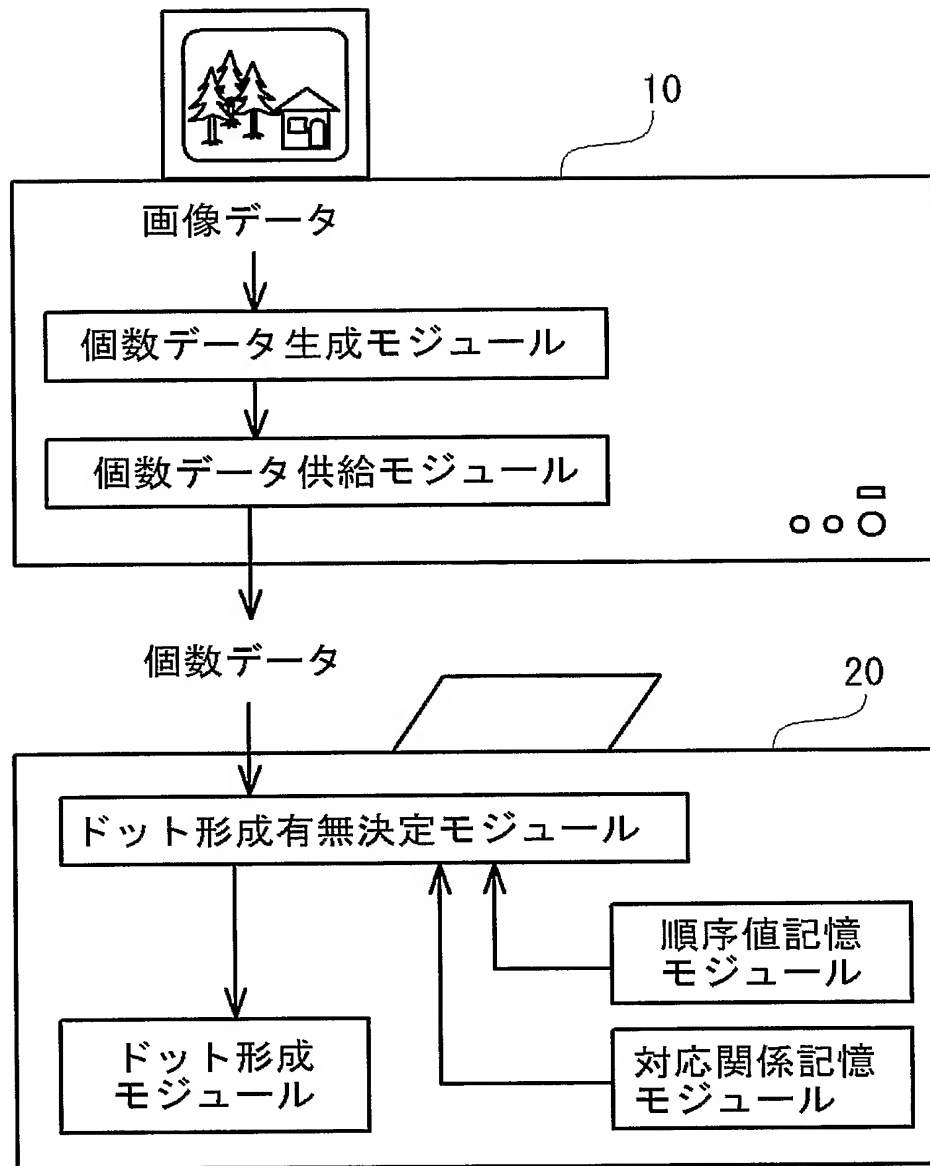 10
画像データ
個数データ生成モジュール
個数データ供給モジュール
個数データ
20
ドット形成有無決定モジュール
順序値記憶
モジュール
ドット形成
モジュール
対応関係記憶
モジュール